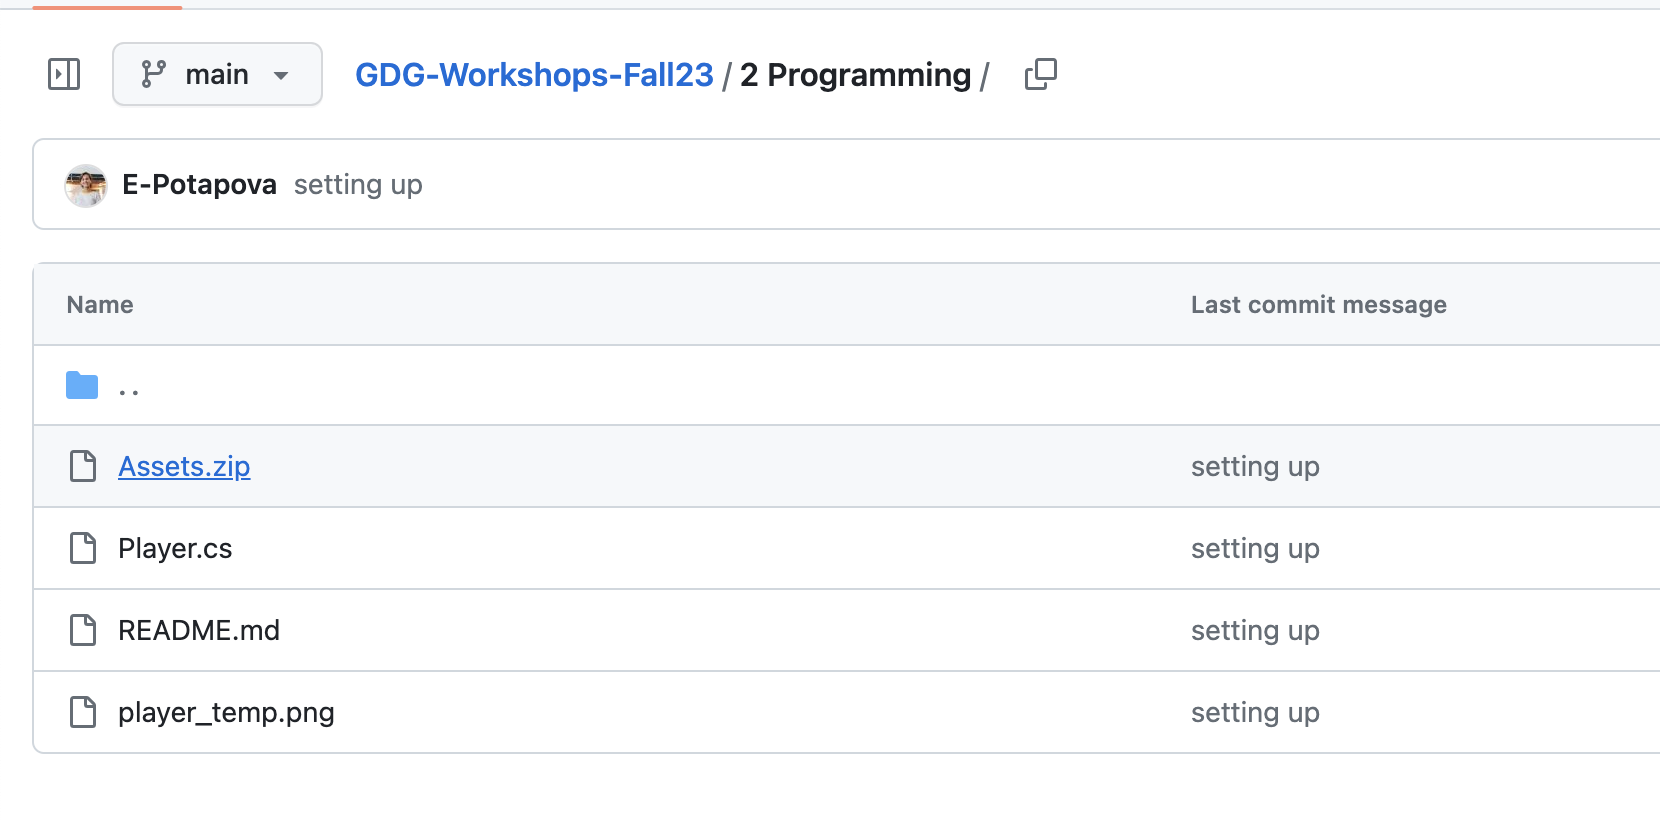 main
GDG-Workshops-Fall23 / 2 Programming /
E-Potapova setting up
Name Last commit message
..
Assets.zip setting up
Player.cs setting up
README.md setting up
player_temp.png setting up